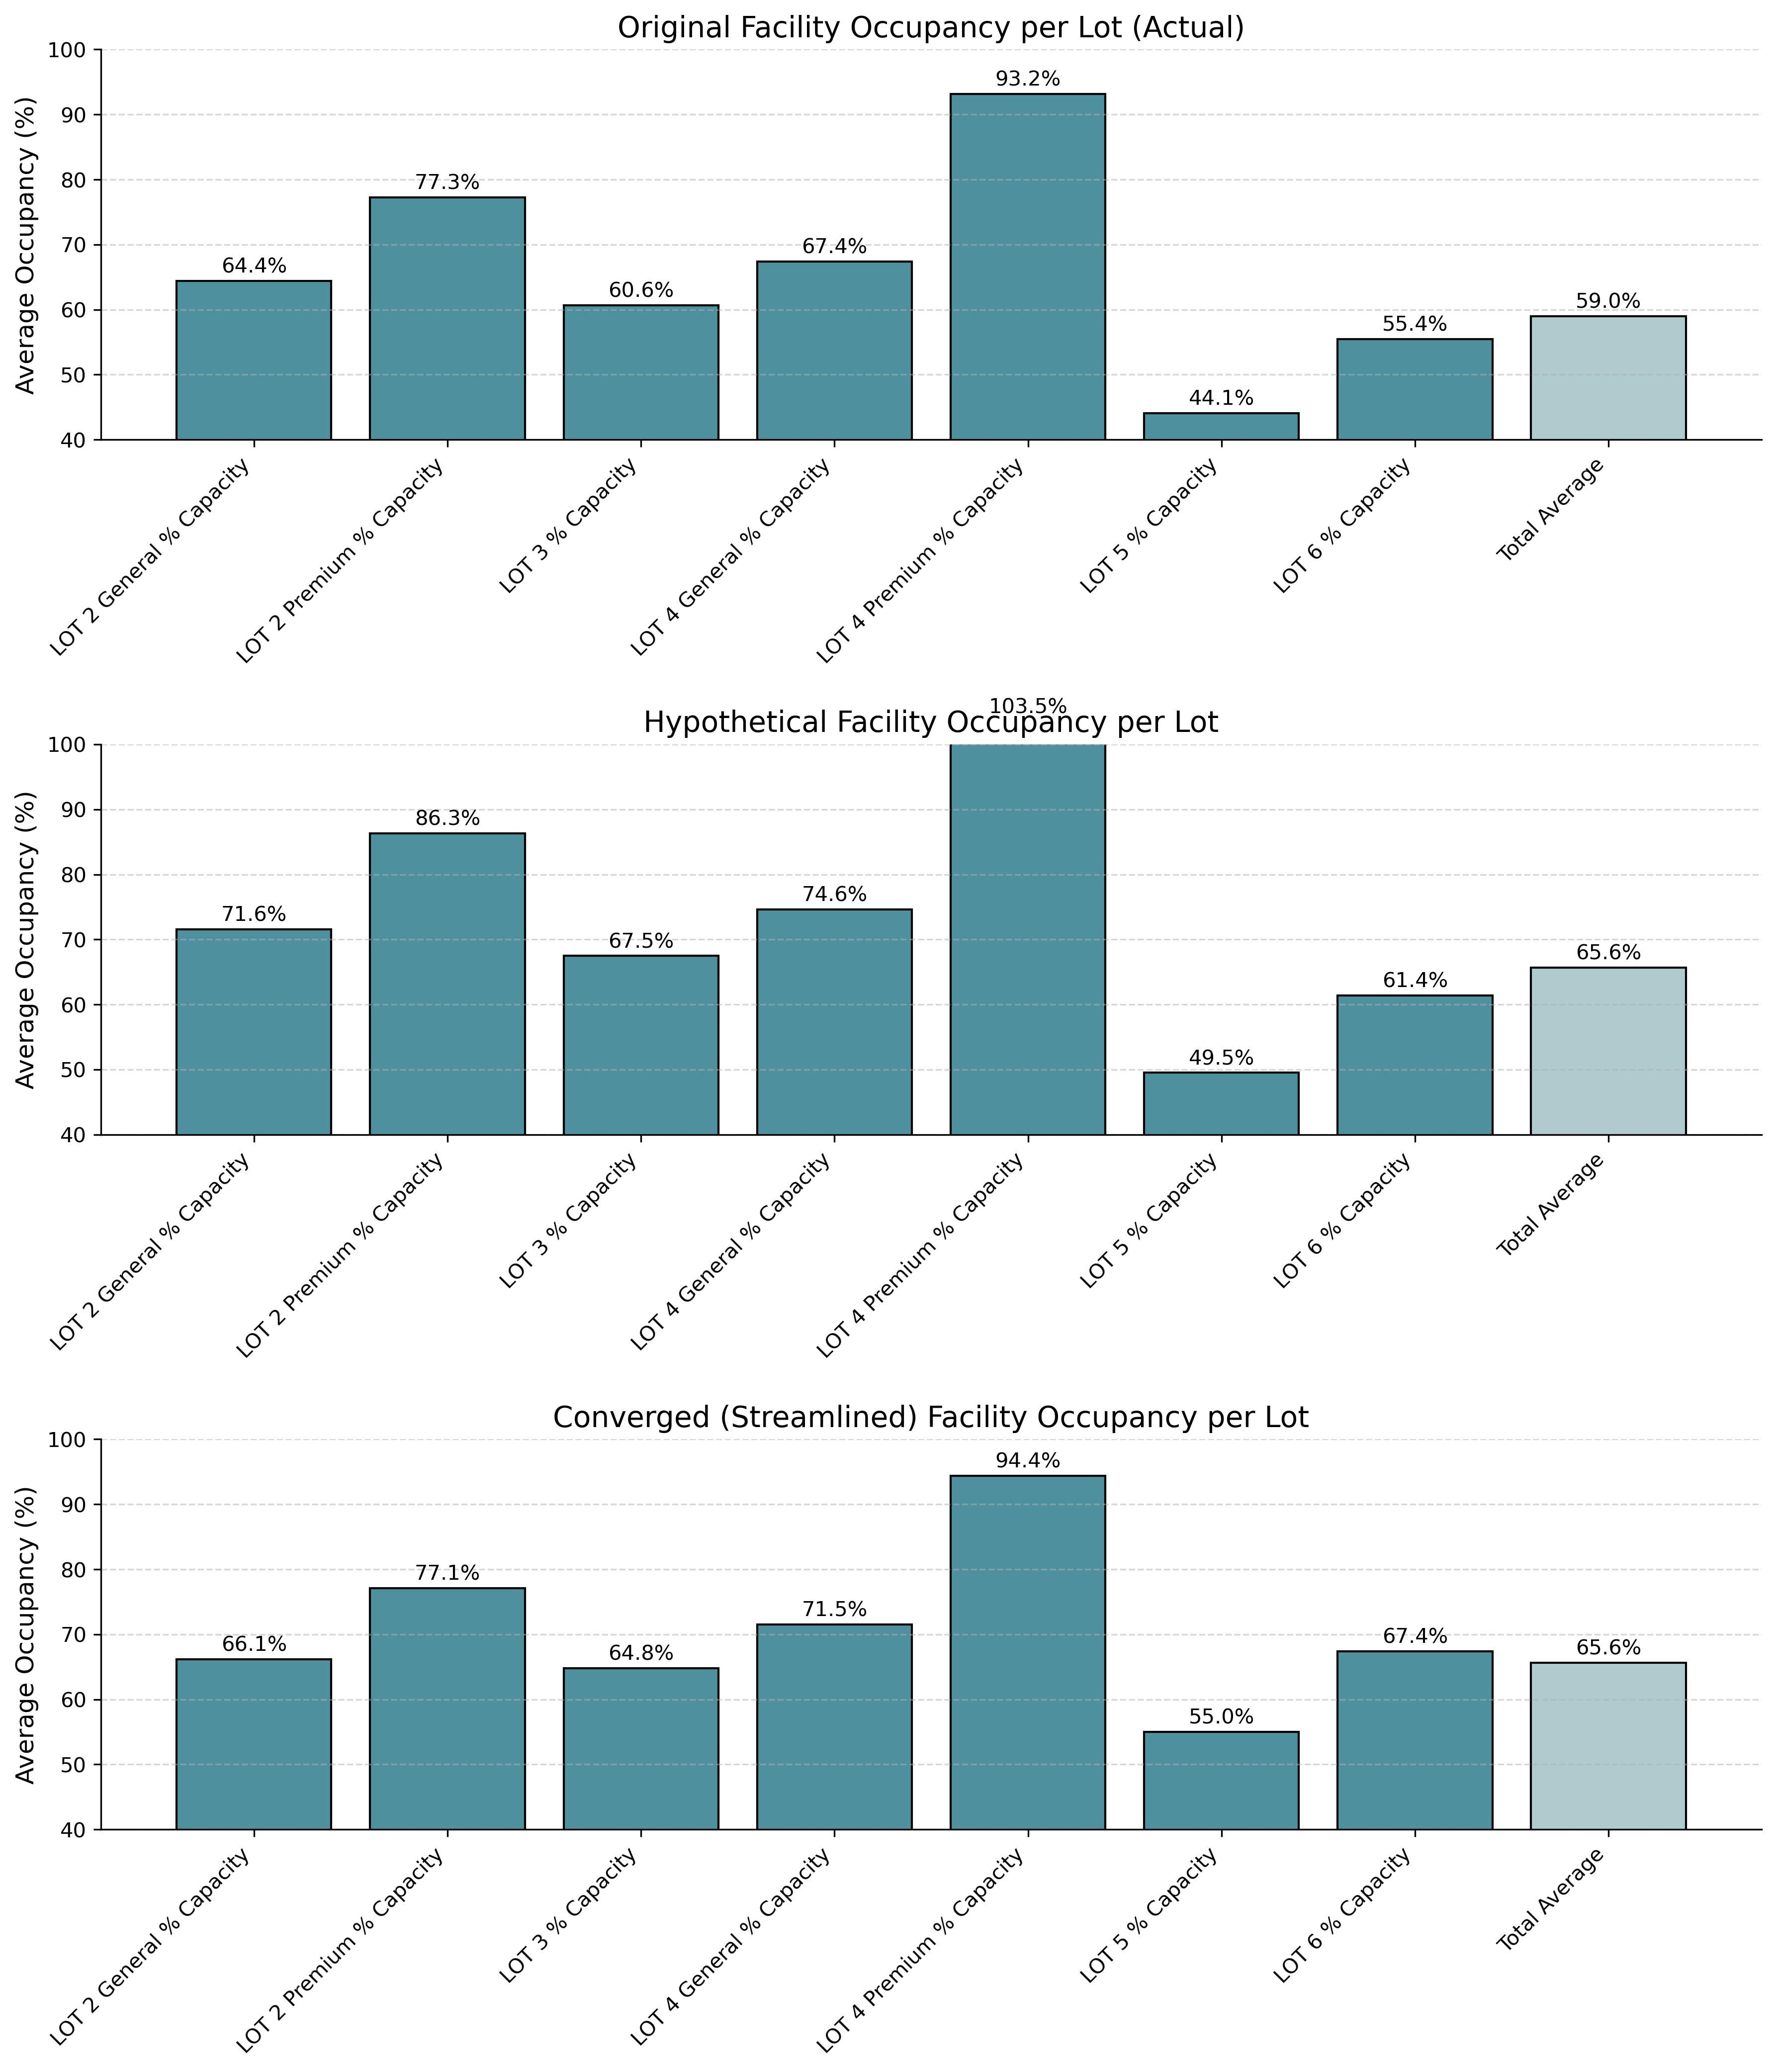 Original Facility Occupancy per Lot (Actual)
Average Occupancy (%)
100
90
80
70
60
50
40
64.4%
77.3%
60.6%
67.4%
93.2%
44.1%
55.4%
59.0%
LOT 2 General % Capacity
LOT 2 Premium % Capacity
LOT 3 % Capacity
LOT 4 General % Capacity
LOT 4 Premium % Capacity
LOT 5 % Capacity
LOT 6 % Capacity
Total Average
Hypothetical Facility Occupancy per Lot
Average Occupancy (%)
100
90
80
70
60
50
40
71.6%
86.3%
67.5%
74.6%
103.5%
49.5%
61.4%
65.6%
LOT 2 General % Capacity
LOT 2 Premium % Capacity
LOT 3 % Capacity
LOT 4 General % Capacity
LOT 4 Premium % Capacity
LOT 5 % Capacity
LOT 6 % Capacity
Total Average
Converged (Streamlined) Facility Occupancy per Lot
Average Occupancy (%)
100
90
80
70
60
50
40
66.1%
77.1%
64.8%
71.5%
94.4%
55.0%
67.4%
65.6%
LOT 2 General % Capacity
LOT 2 Premium % Capacity
LOT 3 % Capacity
LOT 4 General % Capacity
LOT 4 Premium % Capacity
LOT 5 % Capacity
LOT 6 % Capacity
Total Average